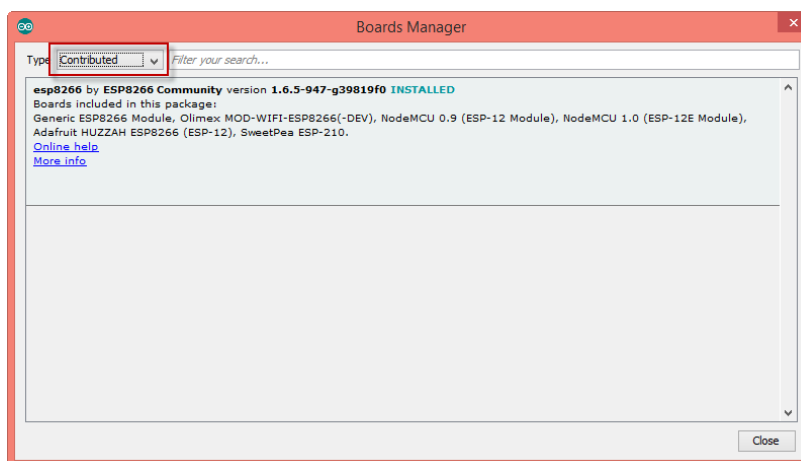 Boards Manager
Type Contributed Filter your search...
esp8266 by ESP8266 Community version 1.6.5-947-g39819f0 INSTALLED
Boards included in this package:
Generic ESP8266 Module, Olimex MOD-WIFI-ESP8266(-DEV), NodeMCU 0.9 (ESP-12 Module), NodeMCU 1.0 (ESP-12E Module),
Adafruit HUZZAH ESP8266 (ESP-12), SweetPea ESP-210.
Online help
More info
Close